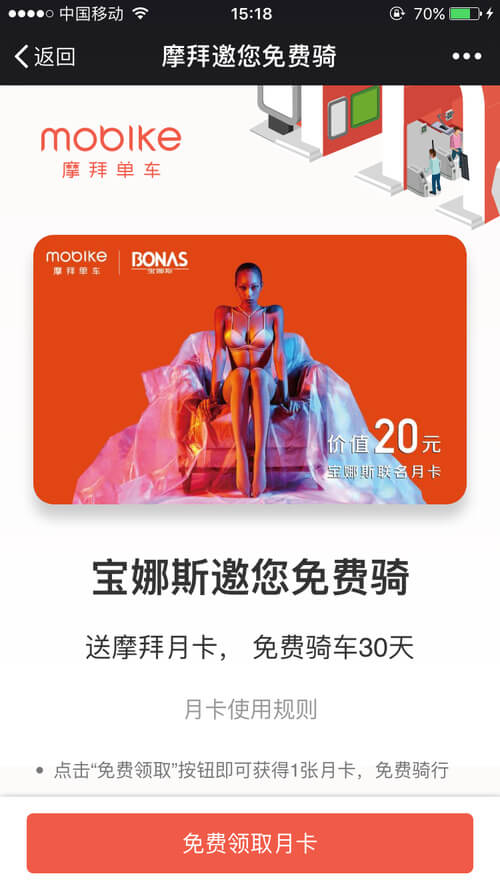 中国移动 15:18 70%
返回 摩拜邀您免费骑
mobike
摩拜单车
mobike BONAS
摩拜单车 宝娜斯
价值20元
宝娜斯联名月卡
宝娜斯邀您免费骑
送摩拜月卡， 免费骑车30天
月卡使用规则
• 点击“免费领取”按钮即可获得1张月卡，免费骑行
免费领取月卡